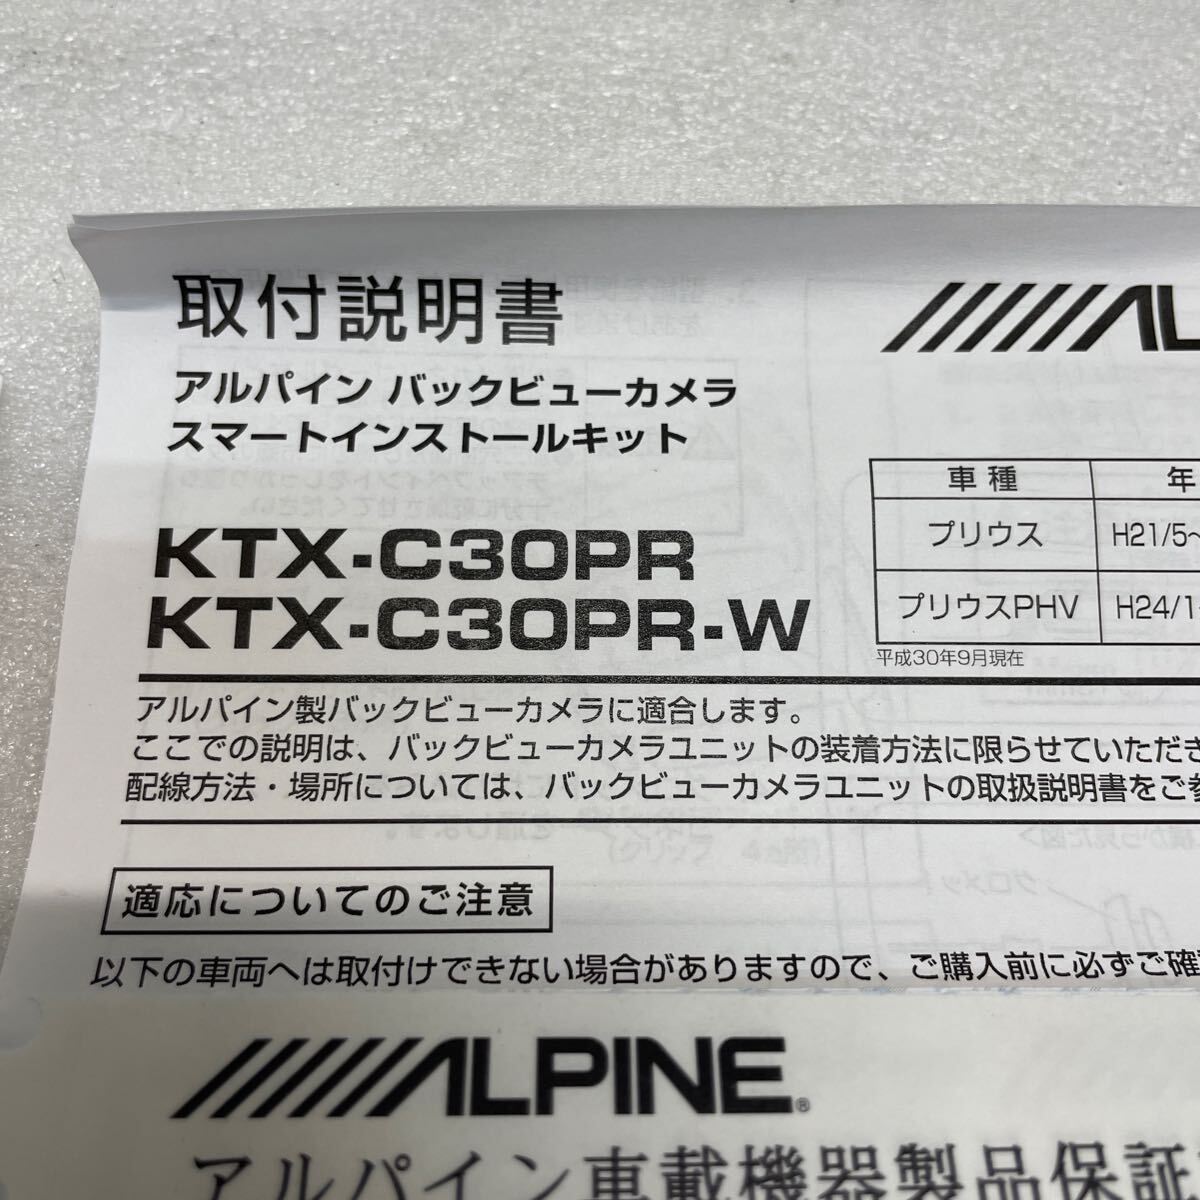 取付説明書
アルパイン バックビューカメラ
スマートインストールキット
KTX-C30PR
KTX-C30PR-W
車種 年
プリウス H21/5~
プリウスPHV H24/1
平成30年9月現在
アルパイン製バックビューカメラに適合します。
ここでの説明は、バックビューカメラユニットの装着方法に限らせていただき
配線方法・場所については、バックビューカメラユニットの取扱説明書をご参
適応についてのご注意
以下の車両へは取付けできない場合がありますので、ご購入前に必ずご確認
ALPINE®
アルパイン車載機器製品保証